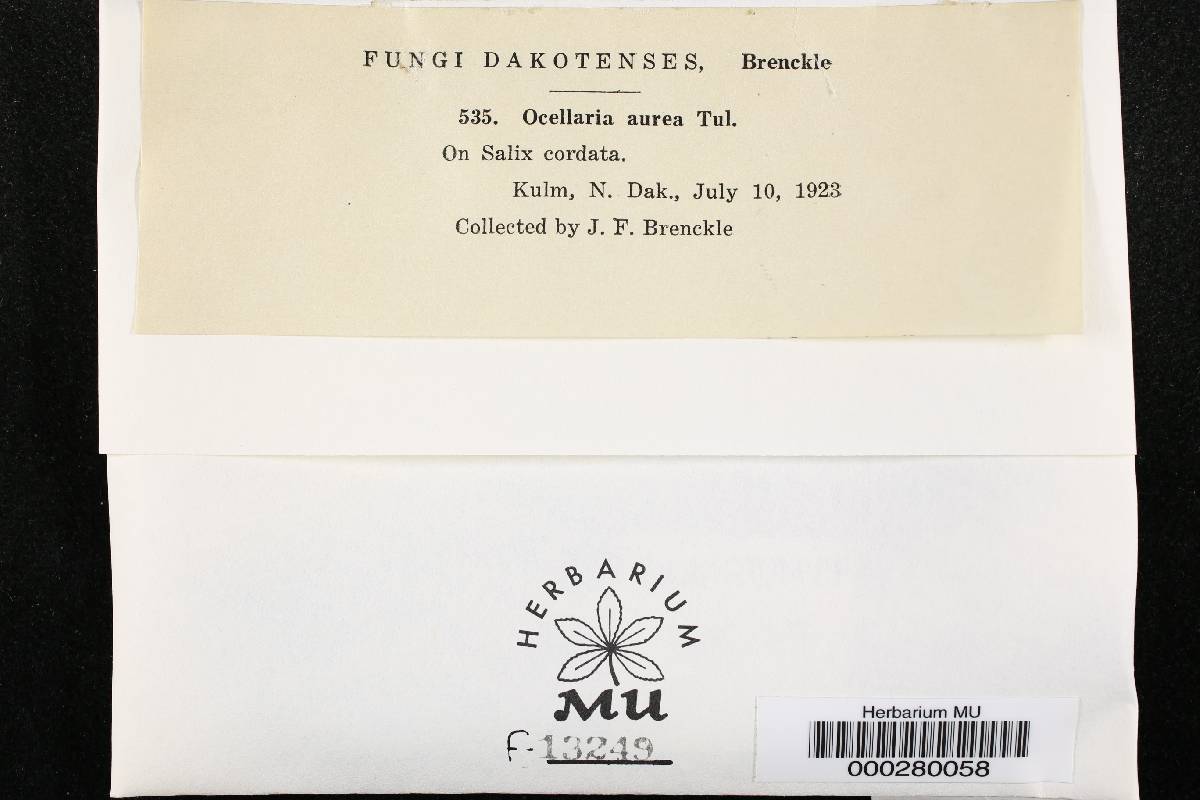 FUNGI DAKOTENSES, Brenckle
535. Ocellaria aurea Tul.
On Salix cordata.
Kulm, N. Dak., July 10, 1923
Collected by J. F. Brenckle
HERBARIUM
MU
F-13249
Herbarium MU
000280058